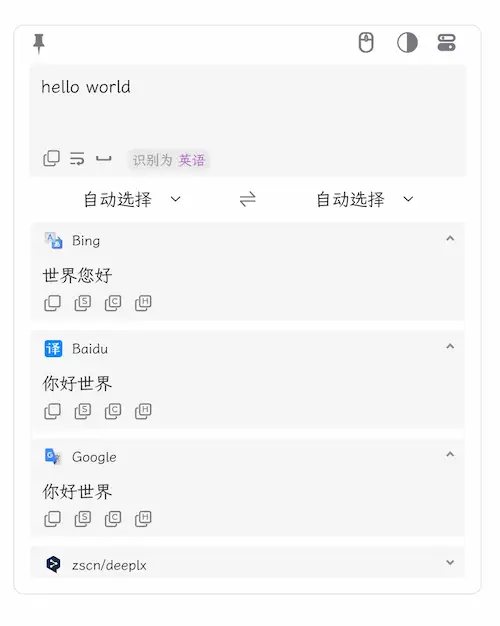 hello world
识别为 英语
自动选择 自动选择
Bing
世界您好
S C H
Baidu
你好世界
S C H
Google
你好世界
S C H
zscn/deeplx